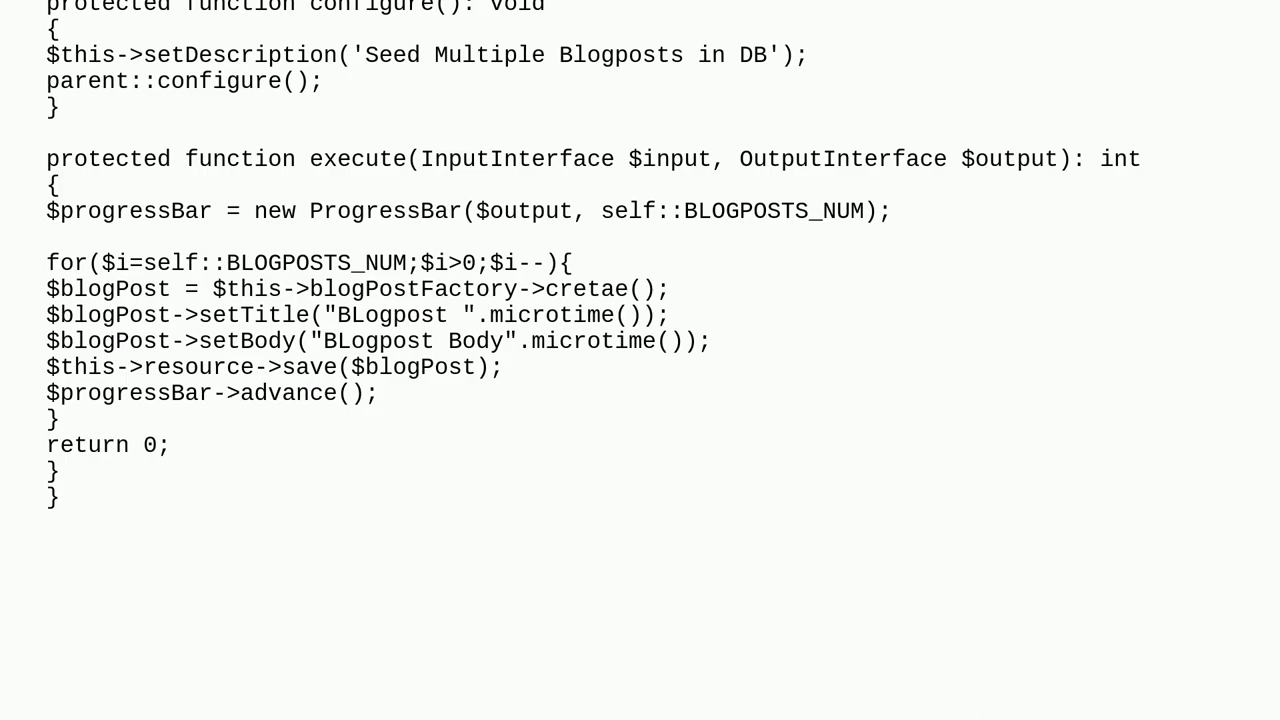 protected function configure(): void
{
$this->setDescription('Seed Multiple Blogposts in DB');
parent::configure();
}
protected function execute(InputInterface $input, OutputInterface $output): int
{
$progressBar = new ProgressBar($output, self::BLOGPOSTS_NUM);
for($i=self::BLOGPOSTS_NUM;$i>0;$i--){
$blogPost = $this->blogPostFactory->cretae();
$blogPost->setTitle("BLogpost ".microtime());
$blogPost->setBody("BLogpost Body".microtime());
$this->resource->save($blogPost);
$progressBar->advance();
}
return 0;
}
}